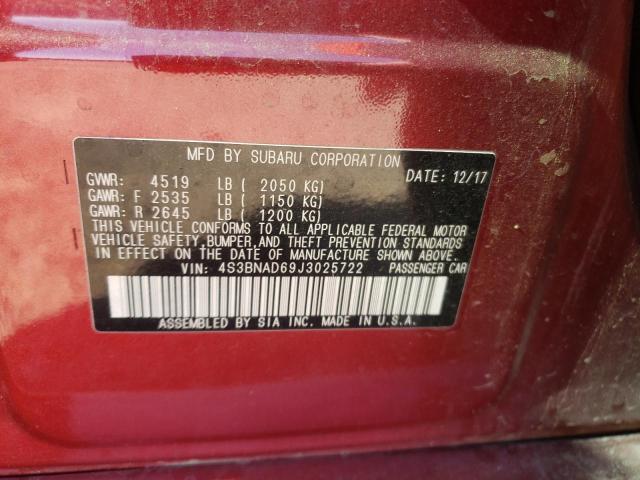 MFD BY SUBARU CORPORATION
GVWR: 4519 LB ( 2050 KG) DATE: 12/17
GAWR: F 2535 LB ( 1150 KG)
GAWR: R 2645 LB ( 1200 KG)
THIS VEHICLE CONFORMS TO ALL APPLICABLE FEDERAL MOTOR
VEHICLE SAFETY, BUMPER, AND THEFT PREVENTION STANDARDS
IN EFFECT ON THE DATE OF MANUFACTURE SHOWN ABOVE.
VIN: 4S3BNAD69J3025722 PASSENGER CAR
ASSEMBLED BY SIA INC. MADE IN U.S.A.